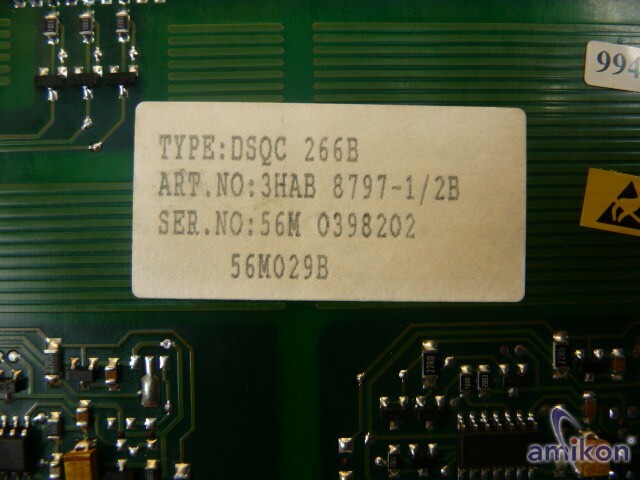 994
TYPE:DSQC 266B
ART.NO:3HAB 8797-1/2B
SER.NO:56M 0398202
56M029B
amikon